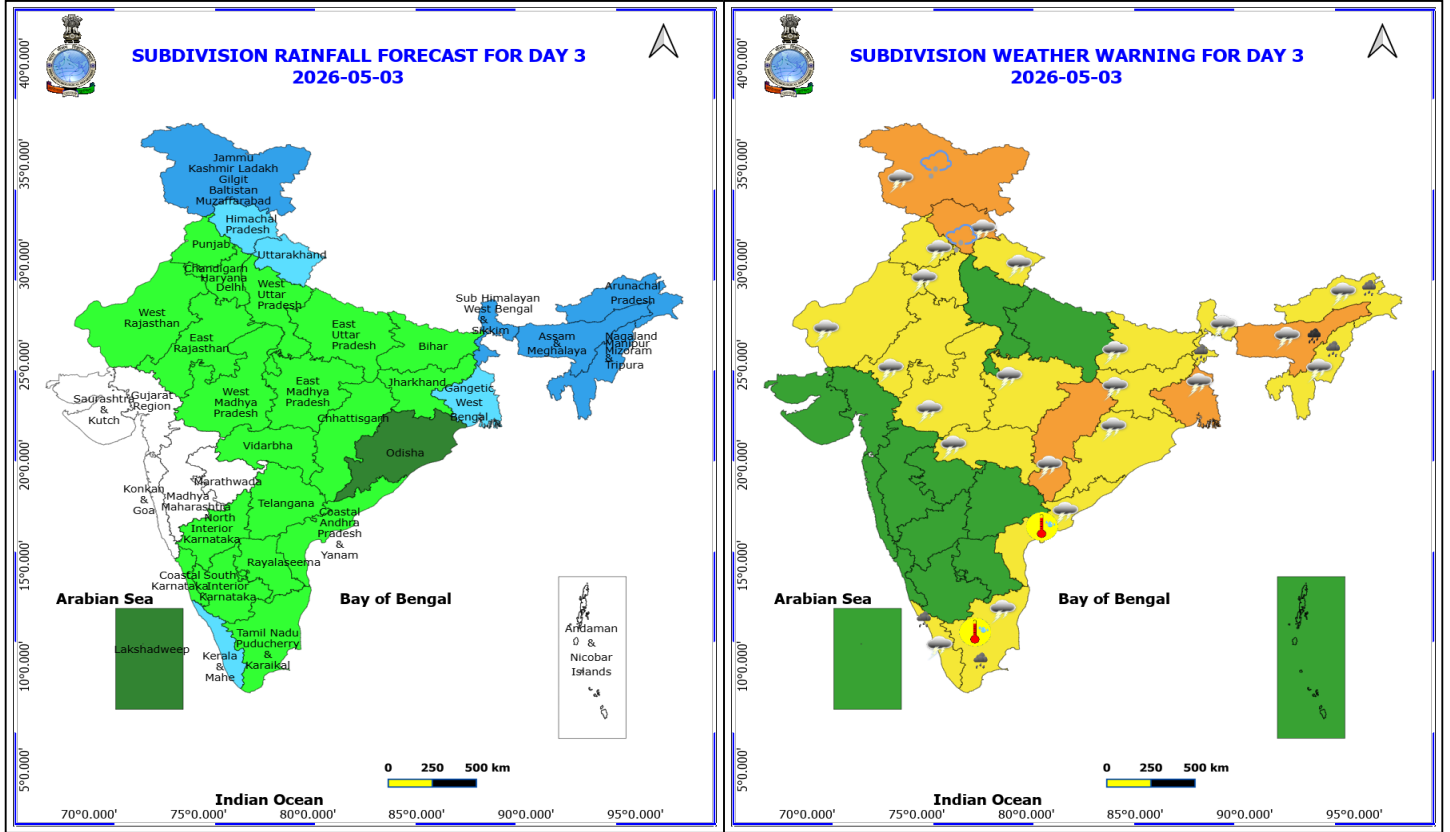 SUBDIVISION RAINFALL FORECAST FOR DAY 3
2026-05-03
40°0.000'
35°0.000'
30°0.000'
25°0.000'
20°0.000'
15°0.000'
10°0.000'
5°0.000'
Jammu
Kashmir Ladakh
Gilgit
Baltistan
Muzaffarabad
Himachal
Pradesh
Punjab
Uttarakhand
Chandigarh
Haryana
Delhi
West
Uttar
Pradesh
West
Rajasthan
East
Rajasthan
East
Uttar
Pradesh
Bihar
Sub Himalayan
West Bengal
&
Sikkim
Arunachal
Pradesh
Assam
&
Meghalaya
Nagaland
Manipur
Mizoram
&
Tripura
Saurashtra
&
Kutch
Gujarat
Region
West
Madhya
Pradesh
East
Madhya
Pradesh
Jharkhand
Gangetic
West
Bengal
Chhattisgarh
Odisha
Vidarbha
Konkan
&
Goa
Madhya
Maharashtra
Marathwada
Telangana
North
Interior
Karnataka
Coastal
Andhra
Pradesh
&
Yanam
Rayalaseema
Coastal
Karnataka
South
Interior
Karnataka
Arabian Sea
Bay of Bengal
Lakshadweep
Kerala
&
Mahe
Tamil Nadu
Puducherry
&
Karaikal
Andaman
&
Nicobar
Islands
0 250 500 km
Indian Ocean
70°0.000' 75°0.000' 80°0.000' 85°0.000' 90°0.000' 95°0.000'
SUBDIVISION WEATHER WARNING FOR DAY 3
2026-05-03
40°0.000'
35°0.000'
30°0.000'
25°0.000'
20°0.000'
15°0.000'
10°0.000'
5°0.000'
Arabian Sea
Bay of Bengal
0 250 500 km
Indian Ocean
70°0.000' 75°0.000' 80°0.000' 85°0.000' 90°0.000' 95°0.000'